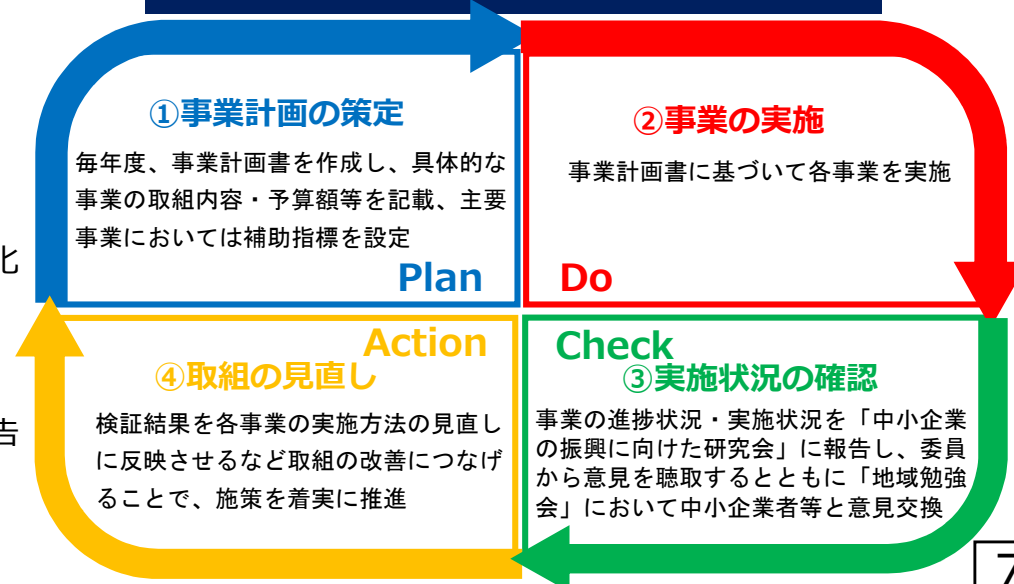 ①事業計画の策定
毎年度、事業計画書を作成し、具体的な
事業の取組内容・予算額等を記載、主要
事業においては補助指標を設定
Plan
②事業の実施
事業計画書に基づいて各事業を実施
Do
Check
③実施状況の確認
事業の進捗状況・実施状況を「中小企業
の振興に向けた研究会」に報告し、委員
から意見を聴取するとともに「地域勉強
会」において中小企業者等と意見交換
Action
④取組の見直し
検証結果を各事業の実施方法の見直し
に反映させるなど取組の改善につなげ
ることで、施策を着実に推進
7